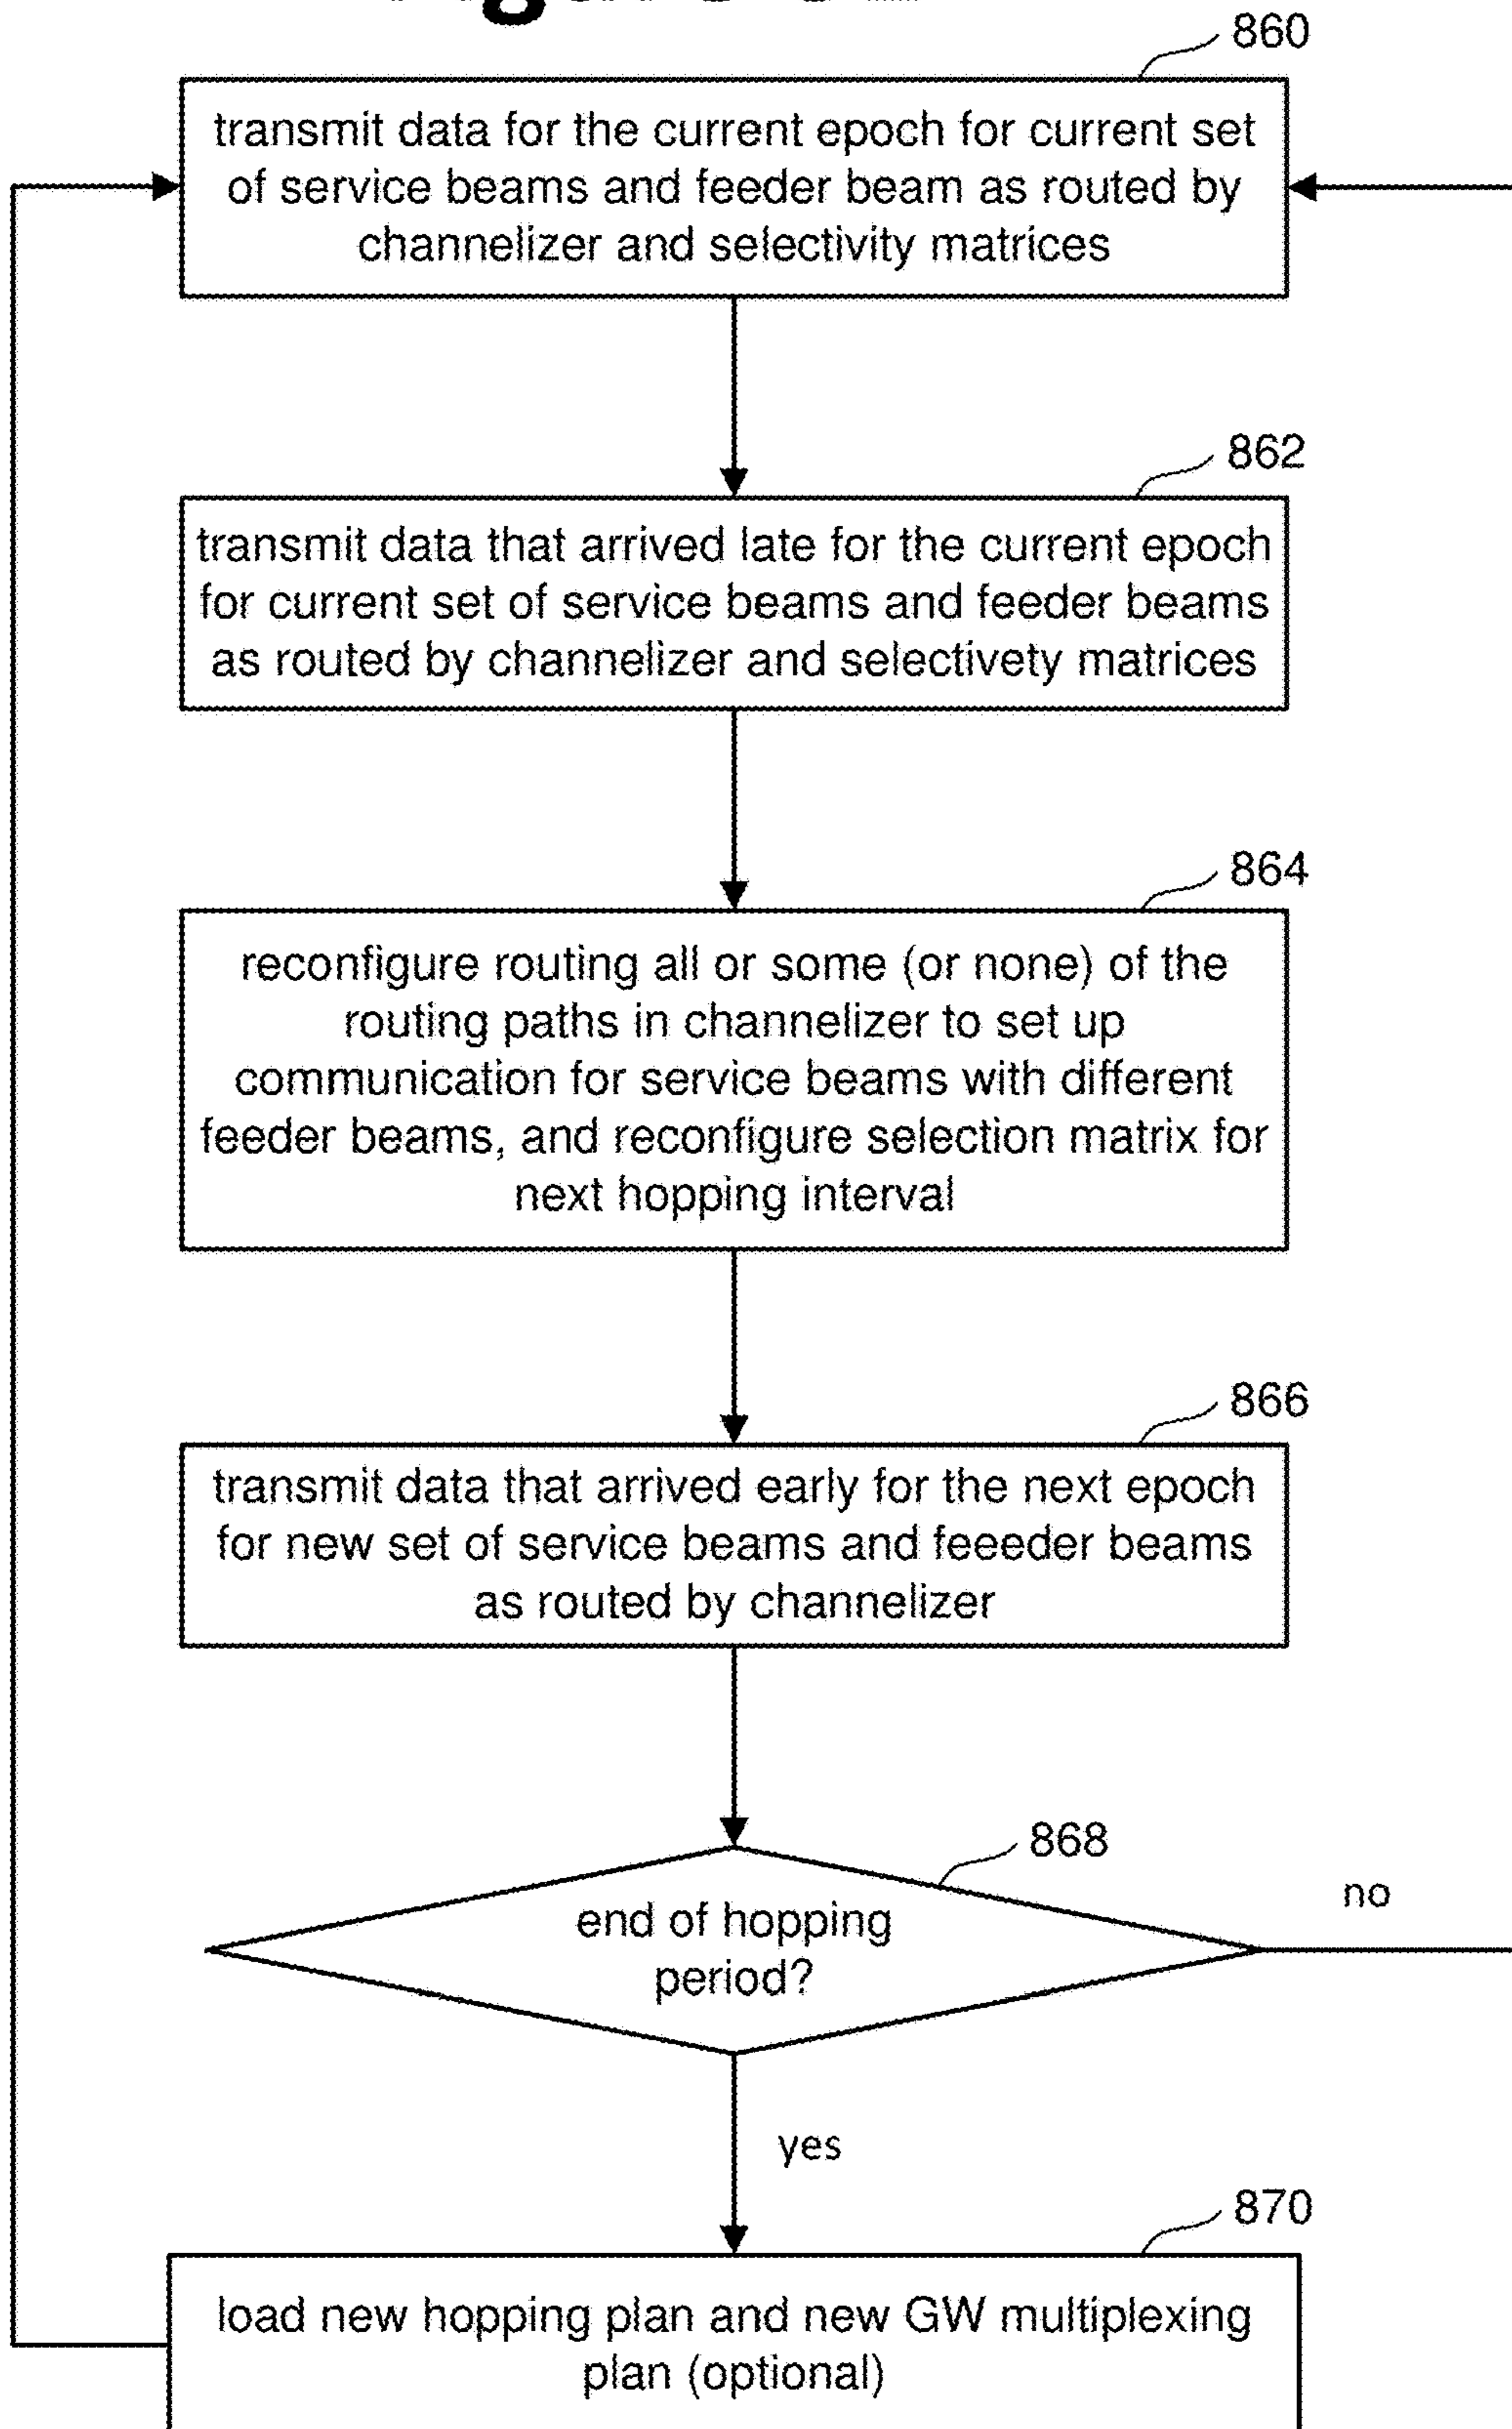 860
transmit data for the current epoch for current set
of service beams and feeder beam as routed by
channelizer and selectivity matrices
862
transmit data that arrived late for the current epoch
for current set of service beams and feeder beams
as routed by channelizer and selectivety matrices
864
reconfigure routing all or some (or none) of the
routing paths in channelizer to set up
communication for service beams with different
feeder beams, and reconfigure selection matrix for
next hopping interval
866
transmit data that arrived early for the next epoch
for new set of service beams and feeeder beams
as routed by channelizer
868
end of hopping
period?
no
yes
870
load new hopping plan and new GW multiplexing
plan (optional)